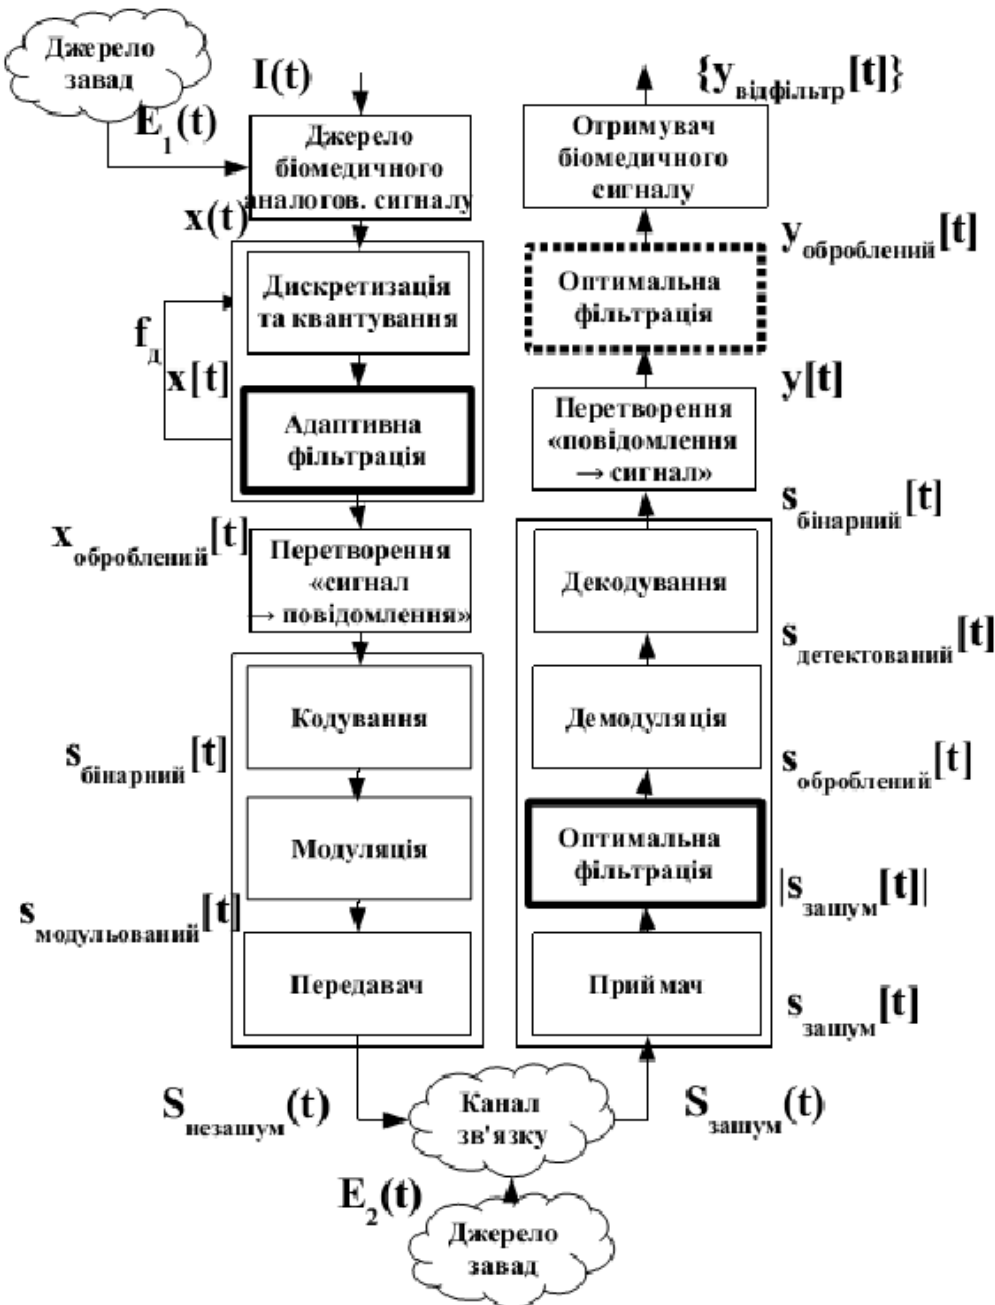 Джерело
завад
E1(t)
I(t)
Джерело
біомедичного
аналогов. сигналу
x(t)
Дискретизація
та квантування
fд
x[t]
Адаптивна
фільтрація
xоброблений[t]
Перетворення
«сигнал
→ повідомлення»
Кодування
sбінарний[t]
Модуляція
sмодульований[t]
Передавач
Sнезашум(t)
Канал
зв'язку
E2(t)
Джерело
завад
Sзашум(t)
sзашум[t]
Приймач
|sзашум[t]|
Оптимальна
фільтрація
sоброблений[t]
Демодуляція
sдетектований[t]
Декодування
sбінарний[t]
Перетворення
«повідомлення
→ сигнал»
y[t]
Оптимальна
фільтрація
yоброблений[t]
Отримувач
біомедичного
сигналу
{yвідфільтр[t]}